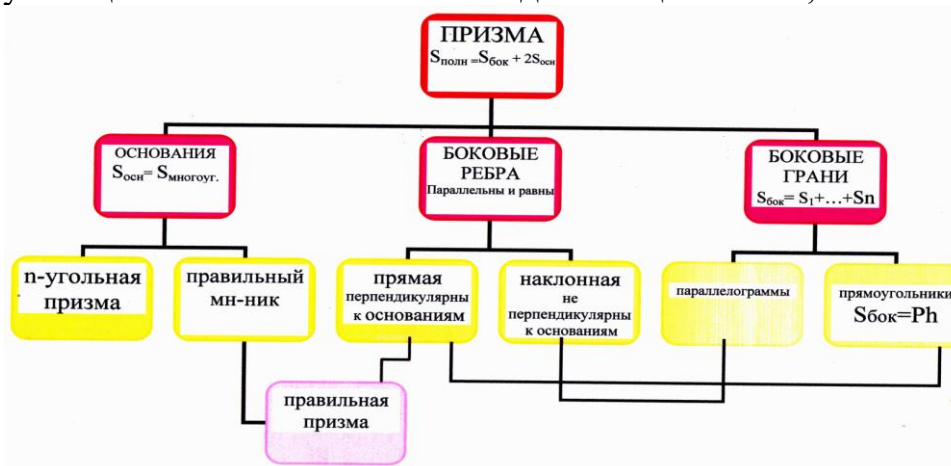 ПРИЗМА
Sполн =Sбок + 2Sосн
ОСНОВАНИЯ
Sосн= Sмногоуг.
БОКОВЫЕ
РЕБРА
Параллельны и равны
БОКОВЫЕ
ГРАНИ
Sбок= S1+…+Sn
n-угольная
призма
правильный
мн-ник
прямая
перпендикулярны
к основаниям
наклонная
не
перпендикулярны
к основаниям
параллелограммы
прямоугольники
Sбок=Ph
правильная
призма